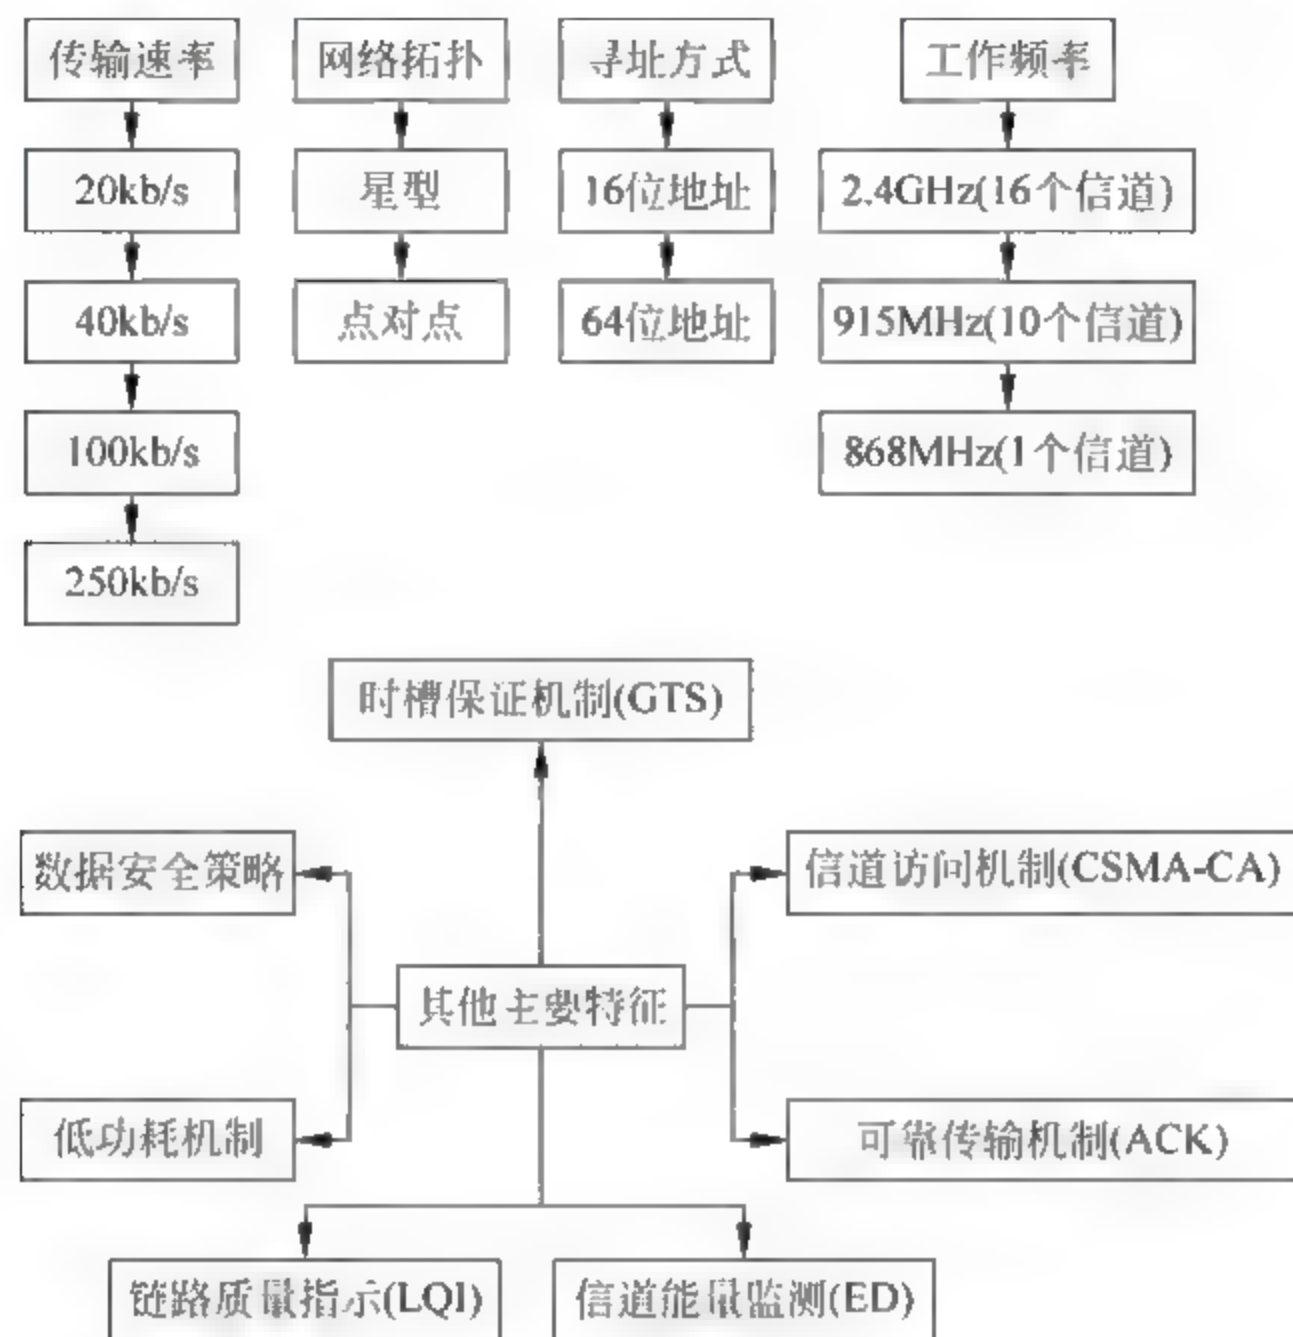 传输速率 网络拓扑 寻址方式 工作频率
20kb/s 星型 16位地址 2.4GHz(16个信道)
40kb/s 点对点 64位地址 915MHz(10个信道)
100kb/s 868MHz(1个信道)
250kb/s
时槽保证机制(GTS)
数据安全策略 信道访问机制(CSMA-CA)
其他主要特征
低功耗机制 可靠传输机制(ACK)
链路质量指示(LQI) 信道能量监测(ED)